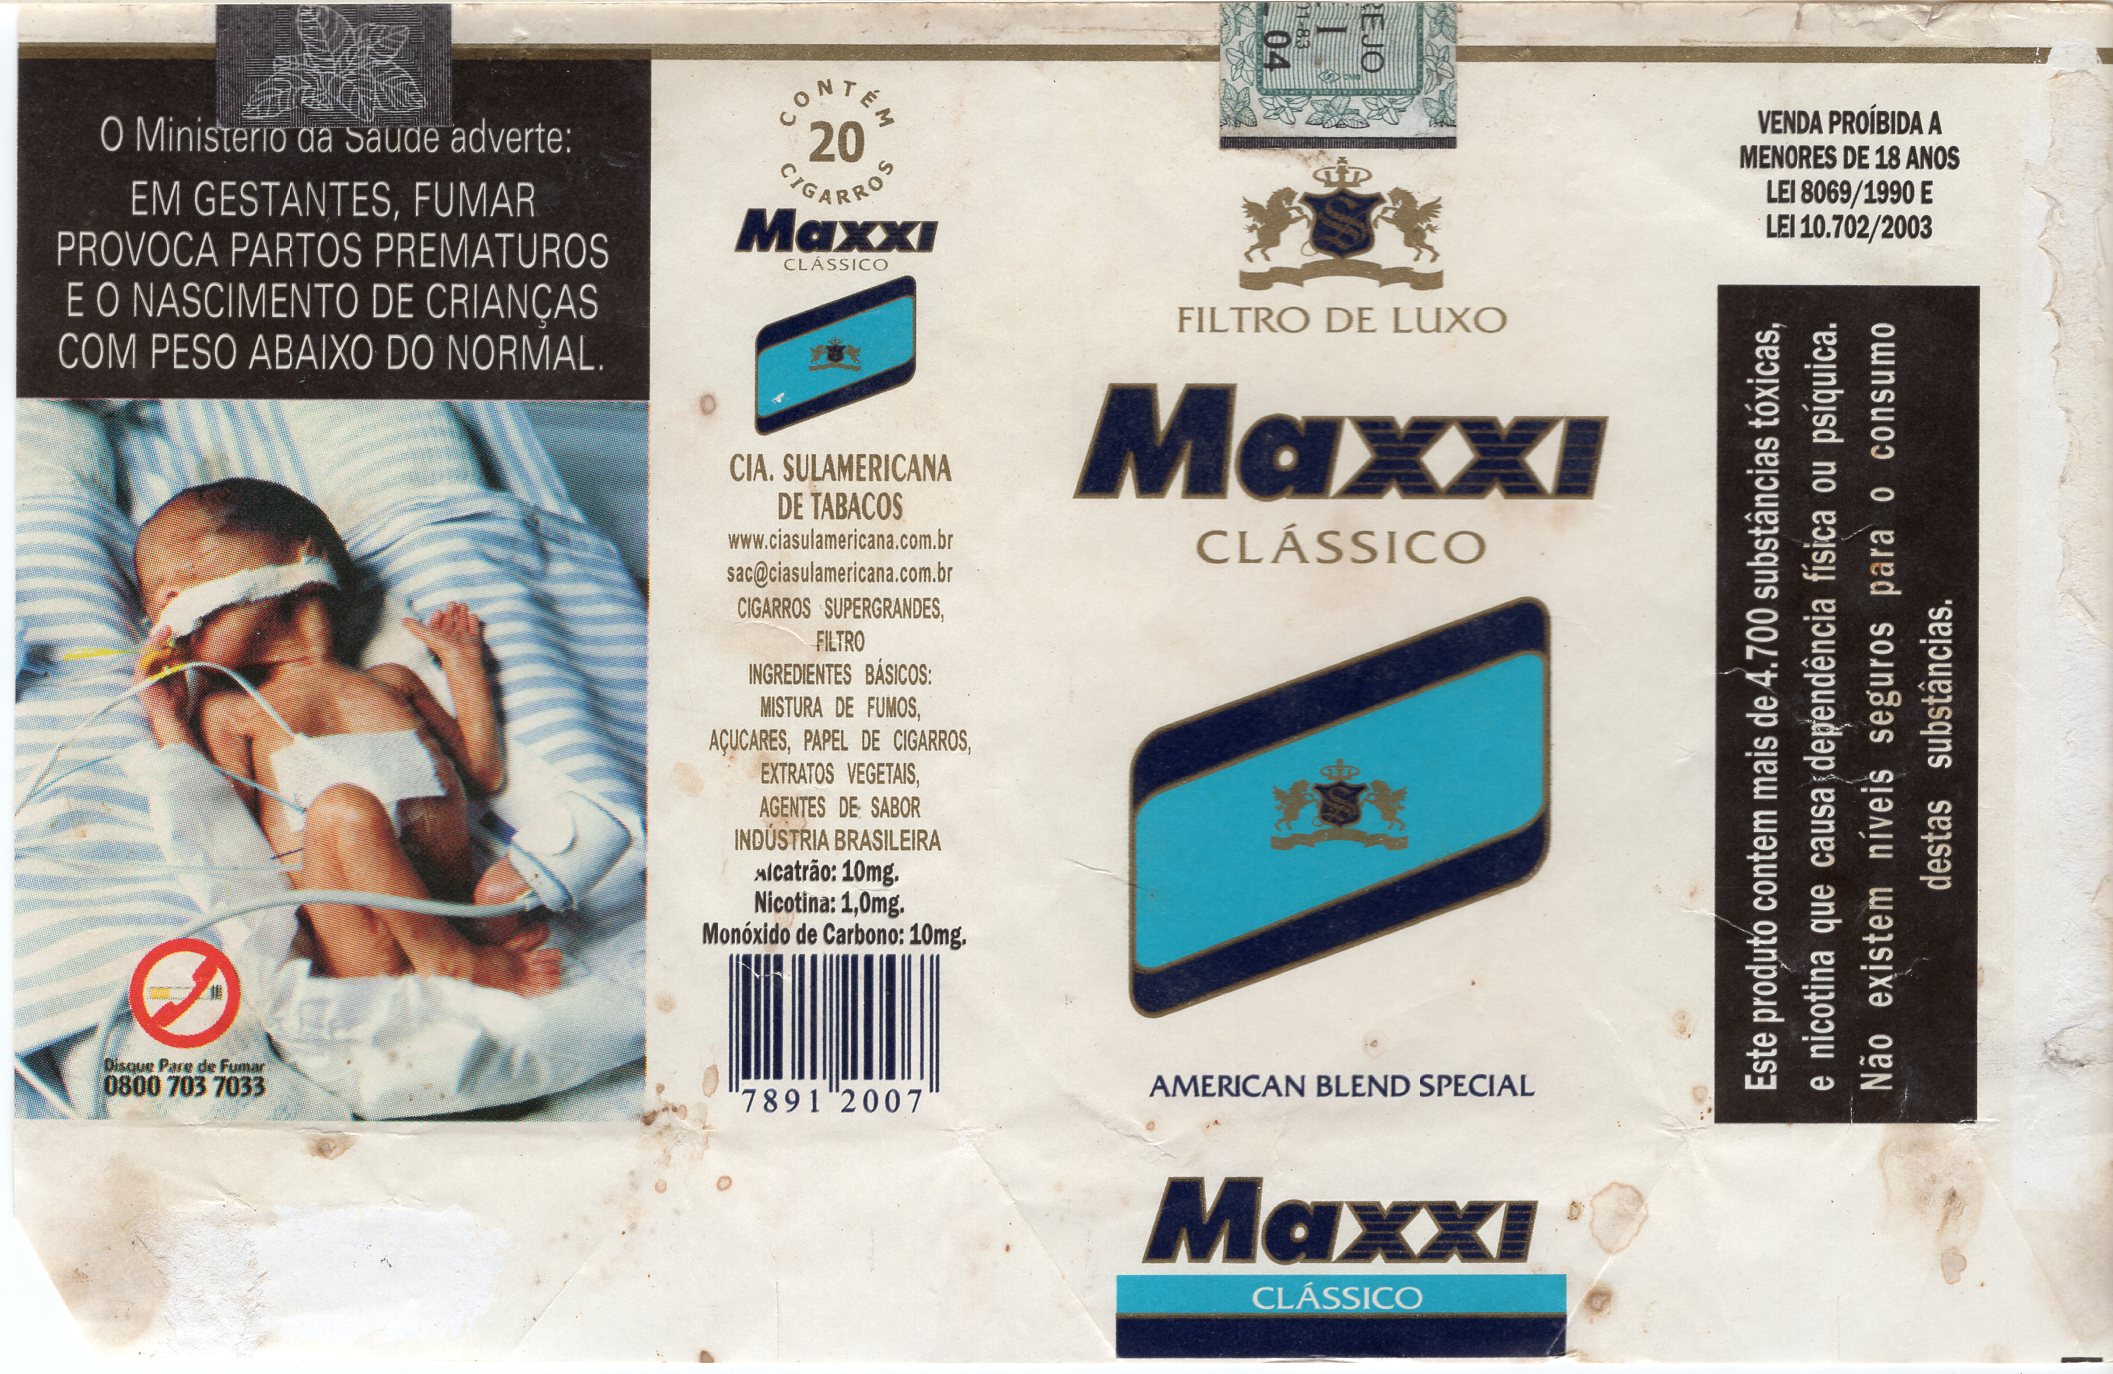 O Ministério da Saúde adverte:
EM GESTANTES, FUMAR
PROVOCA PARTOS PREMATUROS
E O NASCIMENTO DE CRIANÇAS
COM PESO ABAIXO DO NORMAL.
Disque Pare de Fumar
0800 703 7033
CONTÉM
20
CIGARROS
Maxxi
CLÁSSICO
CIA. SULAMERICANA
DE TABACOS
www.ciasulamericana.com.br
sac@ciasulamericana.com.br
CIGARROS SUPERGRANDES,
FILTRO
INGREDIENTES BÁSICOS:
MISTURA DE FUMOS,
AÇUCARES, PAPEL DE CIGARROS,
EXTRATOS VEGETAIS,
AGENTES DE SABOR
INDÚSTRIA BRASILEIRA
Alcatrão: 10mg.
Nicotina: 1,0mg.
Monóxido de Carbono: 10mg.
7891 2007
EJO
I
0183
04
S
FILTRO DE LUXO
Maxxi
CLÁSSICO
S
AMERICAN BLEND SPECIAL
Maxxi
CLÁSSICO
VENDA PROÍBIDA A
MENORES DE 18 ANOS
LEI 8069/1990 E
LEI 10.702/2003
Este produto contem mais de 4.700 substâncias tóxicas,
e nicotina que causa dependência física ou psíquica.
Não existem níveis seguros para o consumo
destas substâncias.